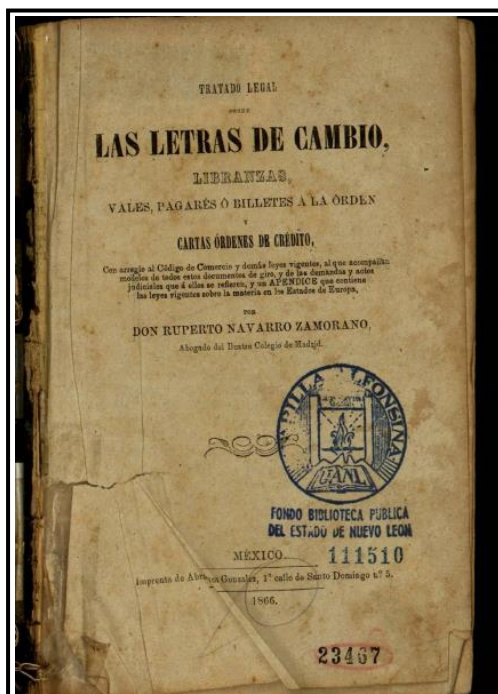 TRATADO LEGAL
SOBRE
LAS LETRAS DE CAMBIO,
LIBRANZAS,
VALES, PAGARÉS Ó BILLETES A LA ÓRDEN
Y
CARTAS ÓRDENES DE CRÉDITO,
Con arreglo al Código de Comercio y demás leyes vigentes, al que acompañan
modelos de todos estos documentos de giro, y de las demandas y actos
judiciales que á ellos se refieren, y un APENDICE que contiene
las leyes vigentes sobre la materia en los Estados de Europa,
POR
DON RUPERTO NAVARRO ZAMORANO,
Abogado del Ilustre Colegio de Madrid.
CAPILLA ALFONSINA
U.A.N.L.
FONDO BIBLIOTECA PUBLICA
DEL ESTADO DE NUEVO LEON
111510
MÉXICO.
Imprenta de Abraham Gonzalez, 1ª calle de Santo Domingo n.º 5.
1866.
23467